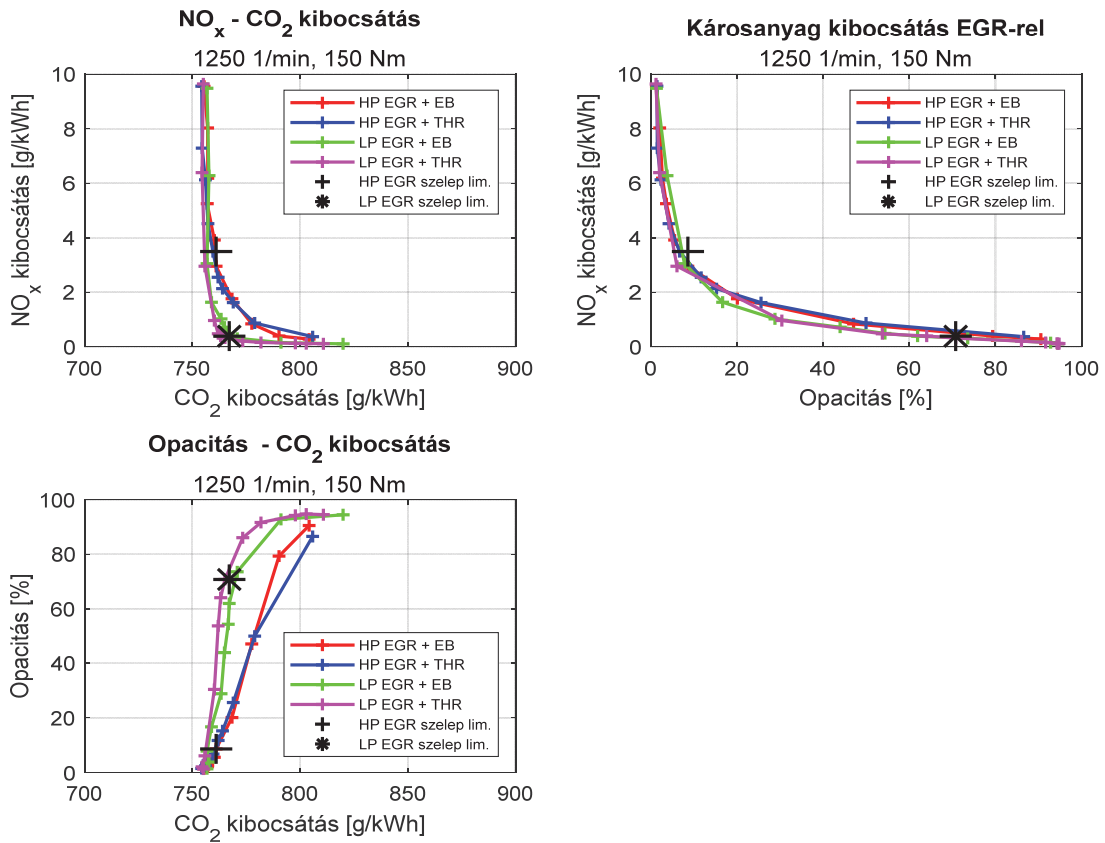 NOx - CO2 kibocsátás
1250 1/min, 150 Nm
10
8
6
4
2
0
NOx kibocsátás [g/kWh]
HP EGR + EB
HP EGR + THR
LP EGR + EB
LP EGR + THR
HP EGR szelep lim.
LP EGR szelep lim.
700 750 800 850 900
CO2 kibocsátás [g/kWh]
Károsanyag kibocsátás EGR-rel
1250 1/min, 150 Nm
10
8
6
4
2
0
NOx kibocsátás [g/kWh]
HP EGR + EB
HP EGR + THR
LP EGR + EB
LP EGR + THR
HP EGR szelep lim.
LP EGR szelep lim.
0 20 40 60 80 100
Opacitás [%]
Opacitás - CO2 kibocsátás
1250 1/min, 150 Nm
100
80
60
40
20
0
Opacitás [%]
HP EGR + EB
HP EGR + THR
LP EGR + EB
LP EGR + THR
HP EGR szelep lim.
LP EGR szelep lim.
700 750 800 850 900
CO2 kibocsátás [g/kWh]